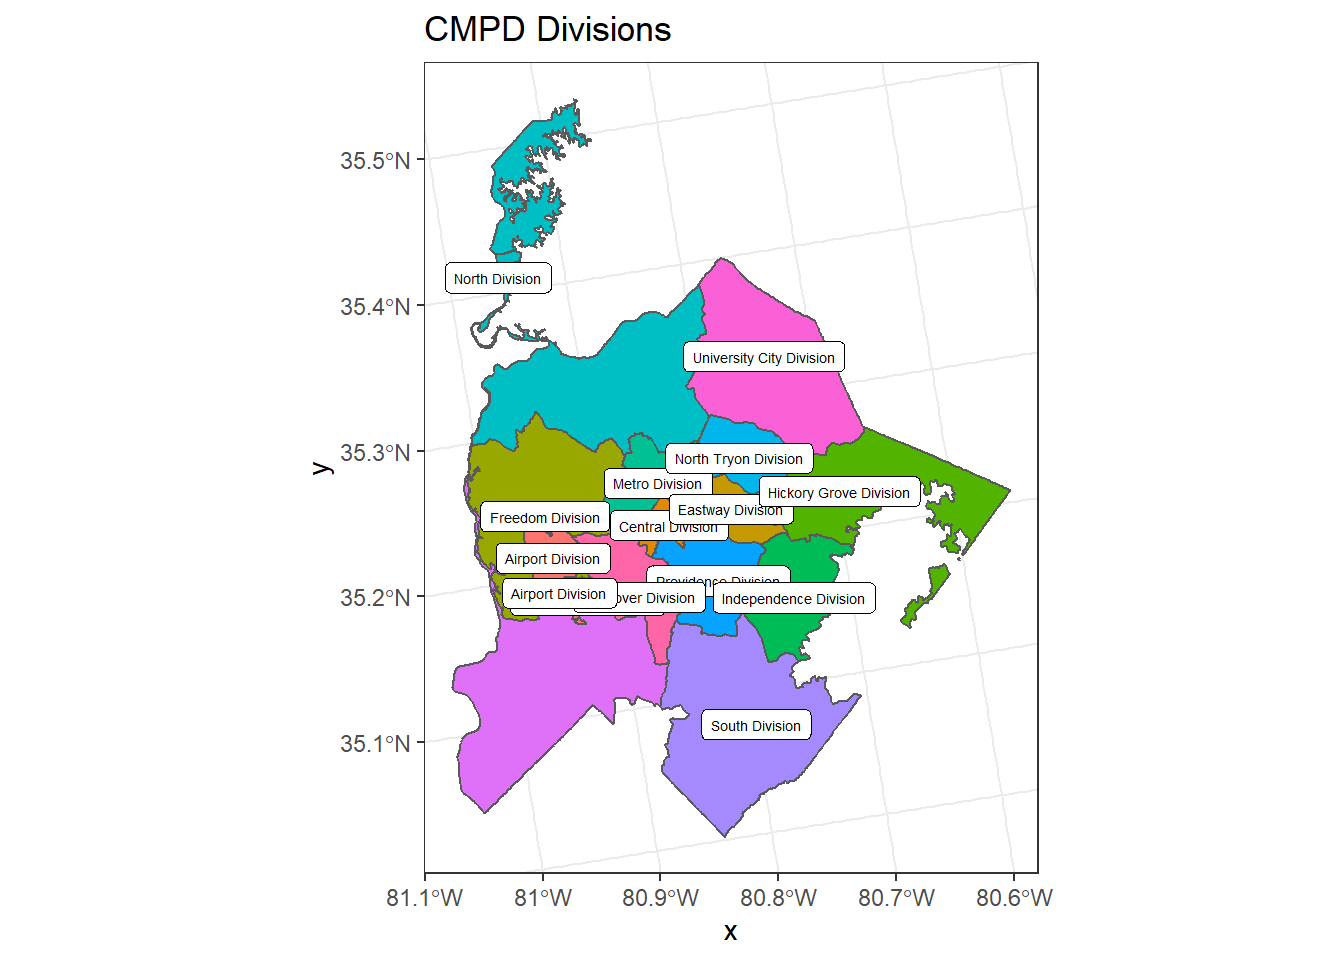 CMPD Divisions
35.5°N
North Division
35.4°N
University City Division
35.3°N
North Tryon Division
Metro Division
Hickory Grove Division
Eastway Division
Freedom Division
Central Division
Airport Division
Providence Division
35.2°N
Airport Division
over Division
Independence Division
South Division
35.1°N
81.1°W
81°W
80.9°W
80.8°W
80.7°W
80.6°W
x
y